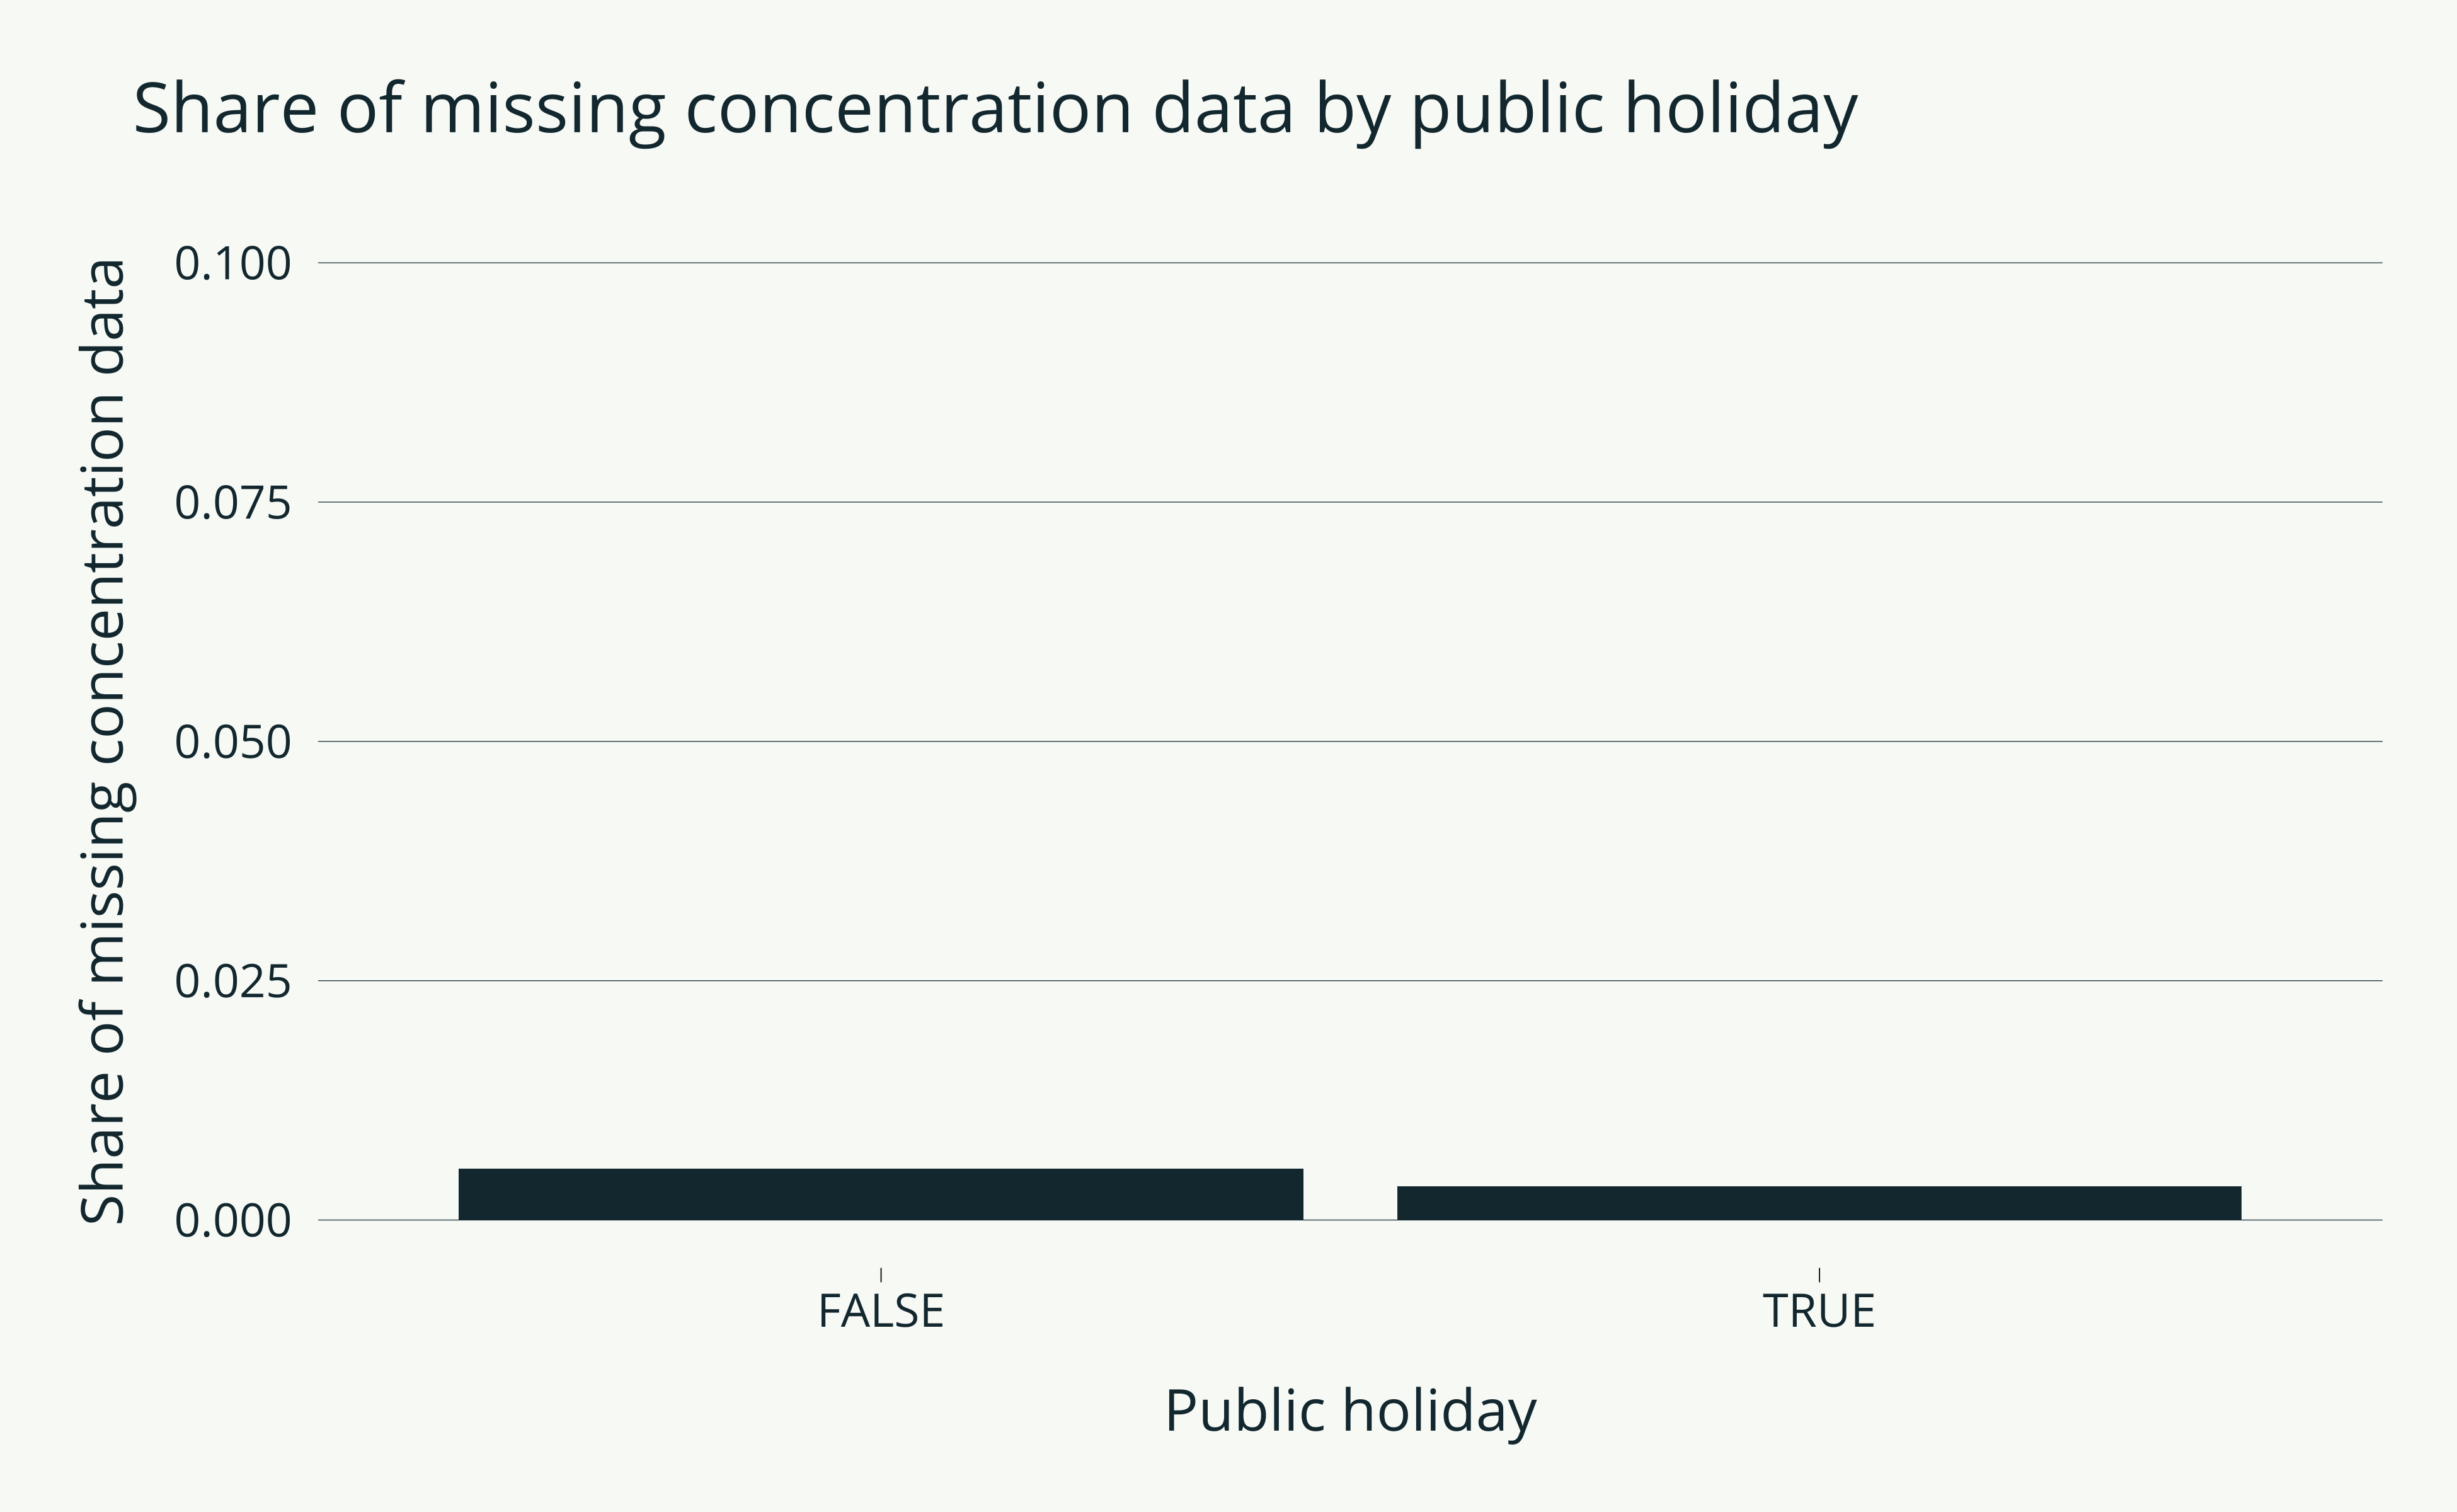 Share of missing concentration data by public holiday
Share of missing concentration data
0.100
0.075
0.050
0.025
0.000
FALSE
TRUE
Public holiday